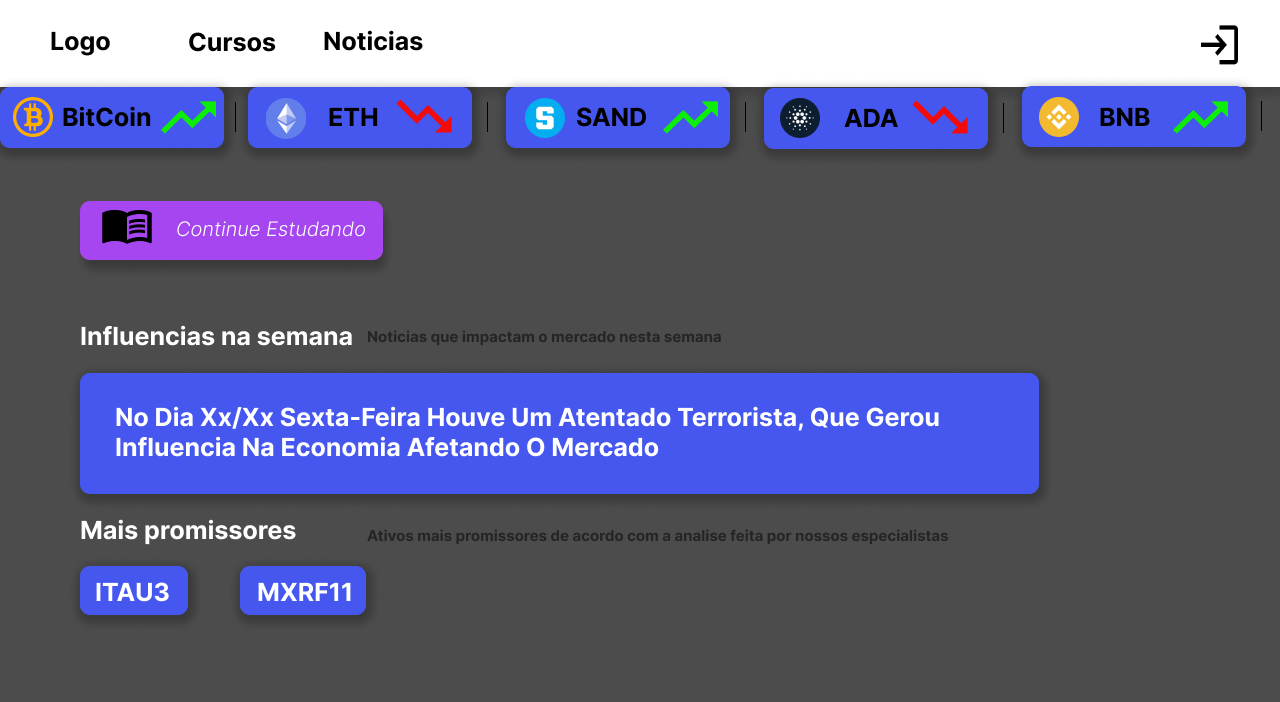 Logo Cursos Noticias
BitCoin ETH SAND ADA BNB
Continue Estudando
Influencias na semana Noticias que impactam o mercado nesta semana
No Dia Xx/Xx Sexta-Feira Houve Um Atentado Terrorista, Que Gerou
Influencia Na Economia Afetando O Mercado
Mais promissores Ativos mais promissores de acordo com a analise feita por nossos especialistas
ITAU3 MXRF11